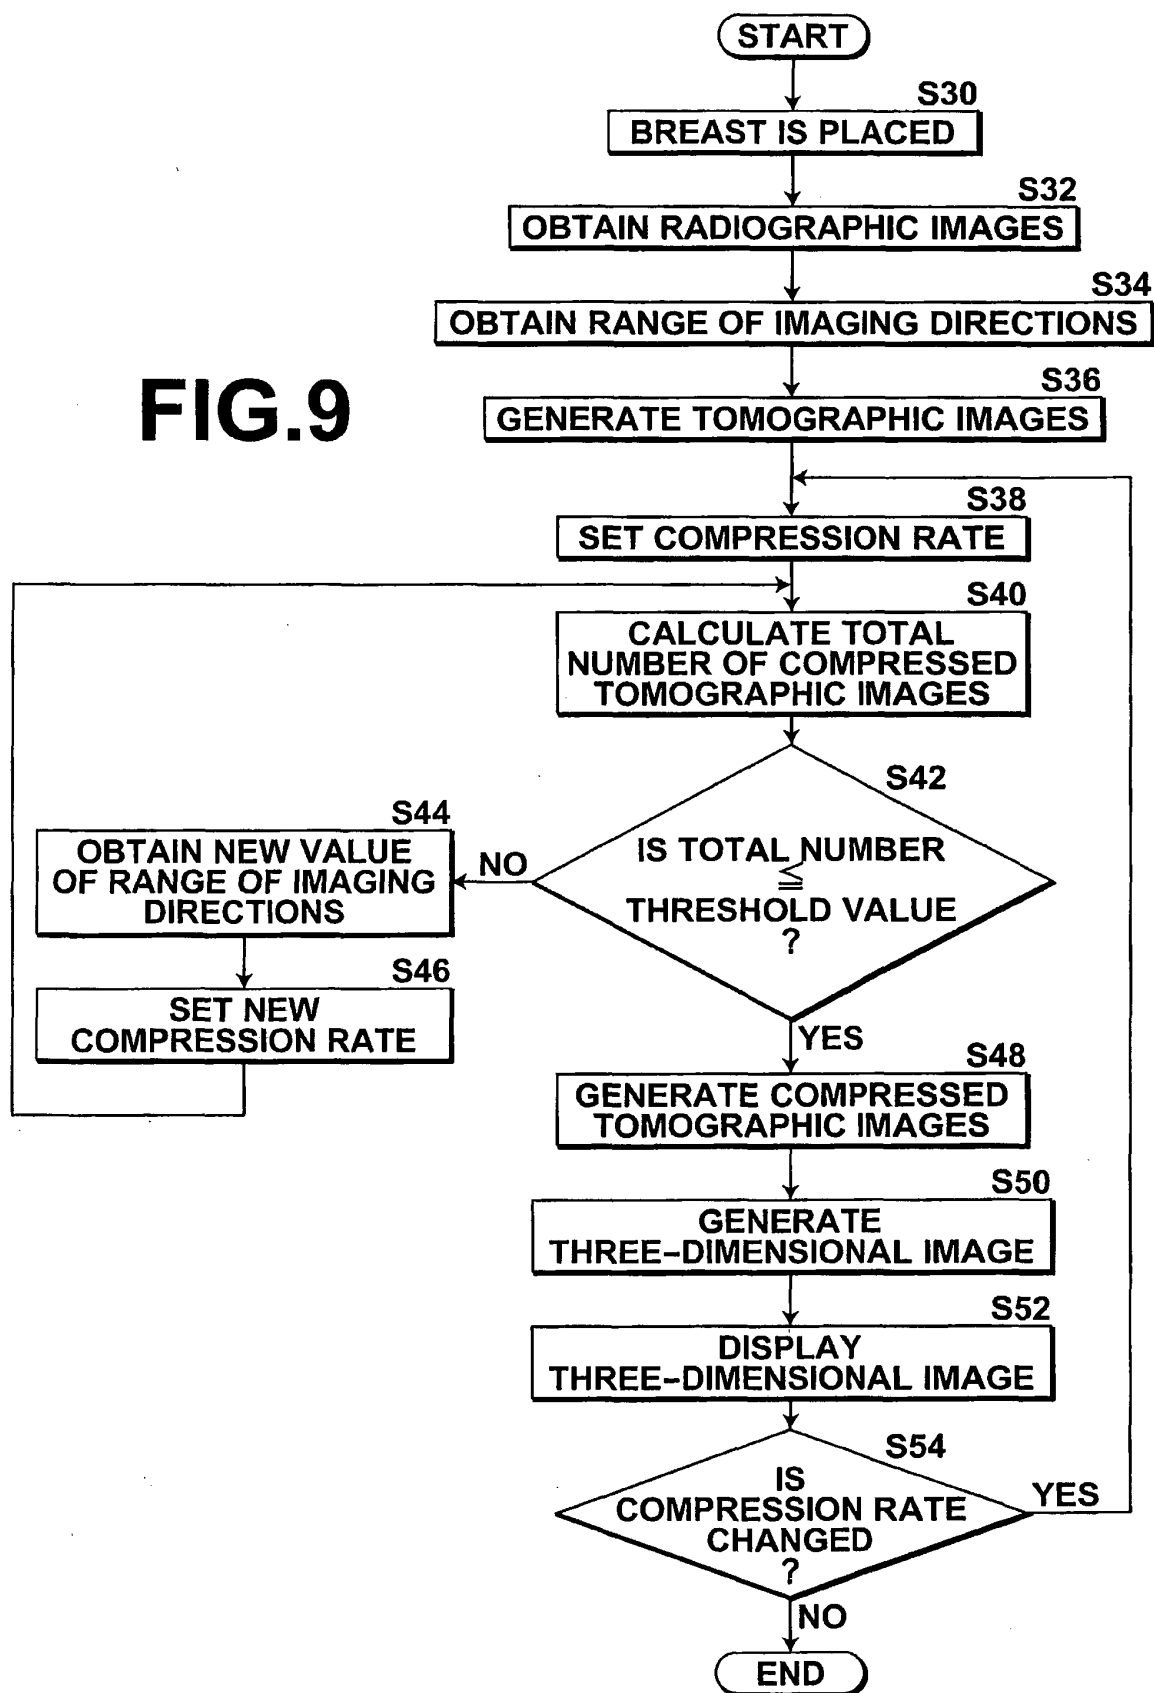 START
S30
BREAST IS PLACED
S32
OBTAIN RADIOGRAPHIC IMAGES
S34
OBTAIN RANGE OF IMAGING DIRECTIONS
FIG.9
S36
GENERATE TOMOGRAPHIC IMAGES
S38
SET COMPRESSION RATE
S40
CALCULATE TOTAL
NUMBER OF COMPRESSED
TOMOGRAPHIC IMAGES
S42
IS TOTAL NUMBER
≦
THRESHOLD VALUE
?
NO
S44
OBTAIN NEW VALUE
OF RANGE OF IMAGING
DIRECTIONS
S46
SET NEW
COMPRESSION RATE
YES
S48
GENERATE COMPRESSED
TOMOGRAPHIC IMAGES
S50
GENERATE
THREE-DIMENSIONAL IMAGE
S52
DISPLAY
THREE-DIMENSIONAL IMAGE
S54
IS
COMPRESSION RATE
CHANGED
?
YES
NO
END